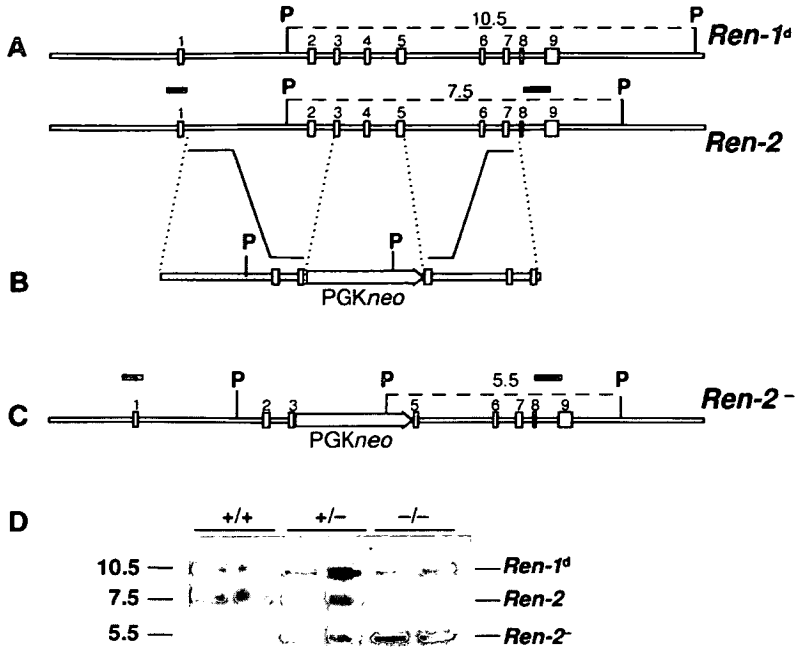 P 10.5 P
A 1 2 3 4 5 6 7 8 9 Ren-1ᵈ
P 7.5 P
1 2 3 4 5 6 7 8 9 Ren-2
P P
B
PGKneo
P P 5.5 P Ren-2⁻
C 1 2 3 5 6 7 8 9
PGKneo
D +/+ +/− −/−
10.5 Ren-1ᵈ
7.5 Ren-2
5.5 Ren-2⁻